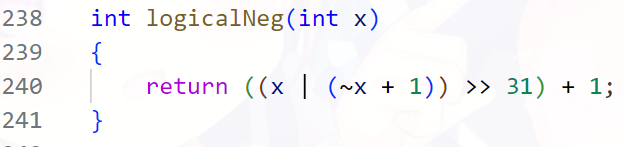 238 int logicalNeg(int x)
239 {
240 return ((x | (~x + 1)) >> 31) + 1;
241 }